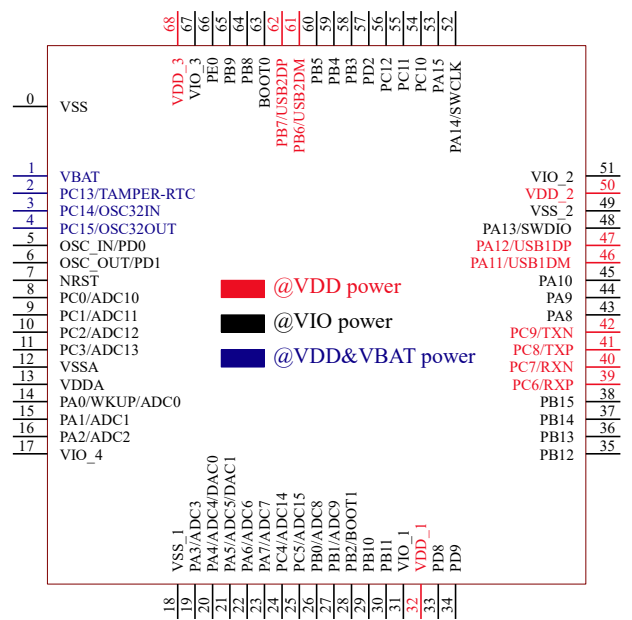 68 67 66 65 64 63 62 61 60 59 58 57 56 55 54 53 52
VDD_3
VIO_3
PE0
PB9
PB8
BOOT0
PB7/USB2DP
PB6/USB2DM
PB5
PB4
PB3
PD2
PC12
PC11
PC10
PA15
PA14/SWCLK
0 VSS
1 VBAT
2 PC13/TAMPER-RTC
3 PC14/OSC32IN
4 PC15/OSC32OUT
5 OSC_IN/PD0
6 OSC_OUT/PD1
7 NRST
8 PC0/ADC10
9 PC1/ADC11
10 PC2/ADC12
11 PC3/ADC13
12 VSSA
13 VDDA
14 PA0/WKUP/ADC0
15 PA1/ADC1
16 PA2/ADC2
17 VIO_4
@VDD power
@VIO power
@VDD&VBAT power
VIO_2 51
VDD_2 50
VSS_2 49
PA13/SWDIO 48
PA12/USB1DP 47
PA11/USB1DM 46
PA10 45
PA9 44
PA8 43
PC9/TXN 42
PC8/TXP 41
PC7/RXN 40
PC6/RXP 39
PB15 38
PB14 37
PB13 36
PB12 35
VSS_1
PA3/ADC3
PA4/ADC4/DAC0
PA5/ADC5/DAC1
PA6/ADC6
PA7/ADC7
PC4/ADC14
PC5/ADC15
PB0/ADC8
PB1/ADC9
PB2/BOOT1
PB10
PB11
VIO_1
VDD_1
PD8
PD9
18 19 20 21 22 23 24 25 26 27 28 29 30 31 32 33 34